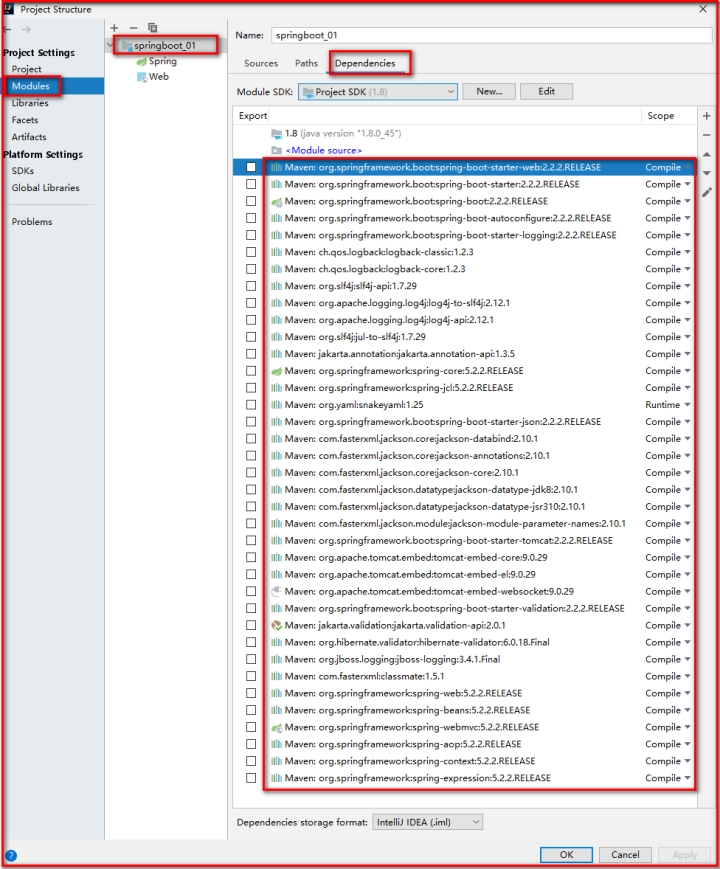 Project Structure
Project Settings
Project
Modules
Libraries
Facets
Artifacts
Platform Settings
SDKs
Global Libraries
Problems
springboot_01
Spring
Web
Name: springboot_01
Sources Paths Dependencies
Module SDK: Project SDK (1.8) New... Edit
Export Scope
1.8 (java version "1.8.0_45")
<Module source>
Maven: org.springframework.boot:spring-boot-starter-web:2.2.2.RELEASE Compile
Maven: org.springframework.boot:spring-boot-starter:2.2.2.RELEASE Compile
Maven: org.springframework.boot:spring-boot:2.2.2.RELEASE Compile
Maven: org.springframework.boot:spring-boot-autoconfigure:2.2.2.RELEASE Compile
Maven: org.springframework.boot:spring-boot-starter-logging:2.2.2.RELEASE Compile
Maven: ch.qos.logback:logback-classic:1.2.3 Compile
Maven: ch.qos.logback:logback-core:1.2.3 Compile
Maven: org.slf4j:slf4j-api:1.7.29 Compile
Maven: org.apache.logging.log4j:log4j-to-slf4j:2.12.1 Compile
Maven: org.apache.logging.log4j:log4j-api:2.12.1 Compile
Maven: org.slf4j:jul-to-slf4j:1.7.29 Compile
Maven: jakarta.annotation:jakarta.annotation-api:1.3.5 Compile
Maven: org.springframework:spring-core:5.2.2.RELEASE Compile
Maven: org.springframework:spring-jcl:5.2.2.RELEASE Compile
Maven: org.yaml:snakeyaml:1.25 Runtime
Maven: org.springframework.boot:spring-boot-starter-json:2.2.2.RELEASE Compile
Maven: com.fasterxml.jackson.core:jackson-databind:2.10.1 Compile
Maven: com.fasterxml.jackson.core:jackson-annotations:2.10.1 Compile
Maven: com.fasterxml.jackson.core:jackson-core:2.10.1 Compile
Maven: com.fasterxml.jackson.datatype:jackson-datatype-jdk8:2.10.1 Compile
Maven: com.fasterxml.jackson.datatype:jackson-datatype-jsr310:2.10.1 Compile
Maven: com.fasterxml.jackson.module:jackson-module-parameter-names:2.10.1 Compile
Maven: org.springframework.boot:spring-boot-starter-tomcat:2.2.2.RELEASE Compile
Maven: org.apache.tomcat.embed:tomcat-embed-core:9.0.29 Compile
Maven: org.apache.tomcat.embed:tomcat-embed-el:9.0.29 Compile
Maven: org.apache.tomcat.embed:tomcat-embed-websocket:9.0.29 Compile
Maven: org.springframework.boot:spring-boot-starter-validation:2.2.2.RELEASE Compile
Maven: jakarta.validation:jakarta.validation-api:2.0.1 Compile
Maven: org.hibernate.validator:hibernate-validator:6.0.18.Final Compile
Maven: org.jboss.logging:jboss-logging:3.4.1.Final Compile
Maven: com.fasterxml:classmate:1.5.1 Compile
Maven: org.springframework:spring-web:5.2.2.RELEASE Compile
Maven: org.springframework:spring-beans:5.2.2.RELEASE Compile
Maven: org.springframework:spring-webmvc:5.2.2.RELEASE Compile
Maven: org.springframework:spring-aop:5.2.2.RELEASE Compile
Maven: org.springframework:spring-context:5.2.2.RELEASE Compile
Maven: org.springframework:spring-expression:5.2.2.RELEASE Compile
Dependencies storage format: IntelliJ IDEA (.iml)
? OK Cancel Apply